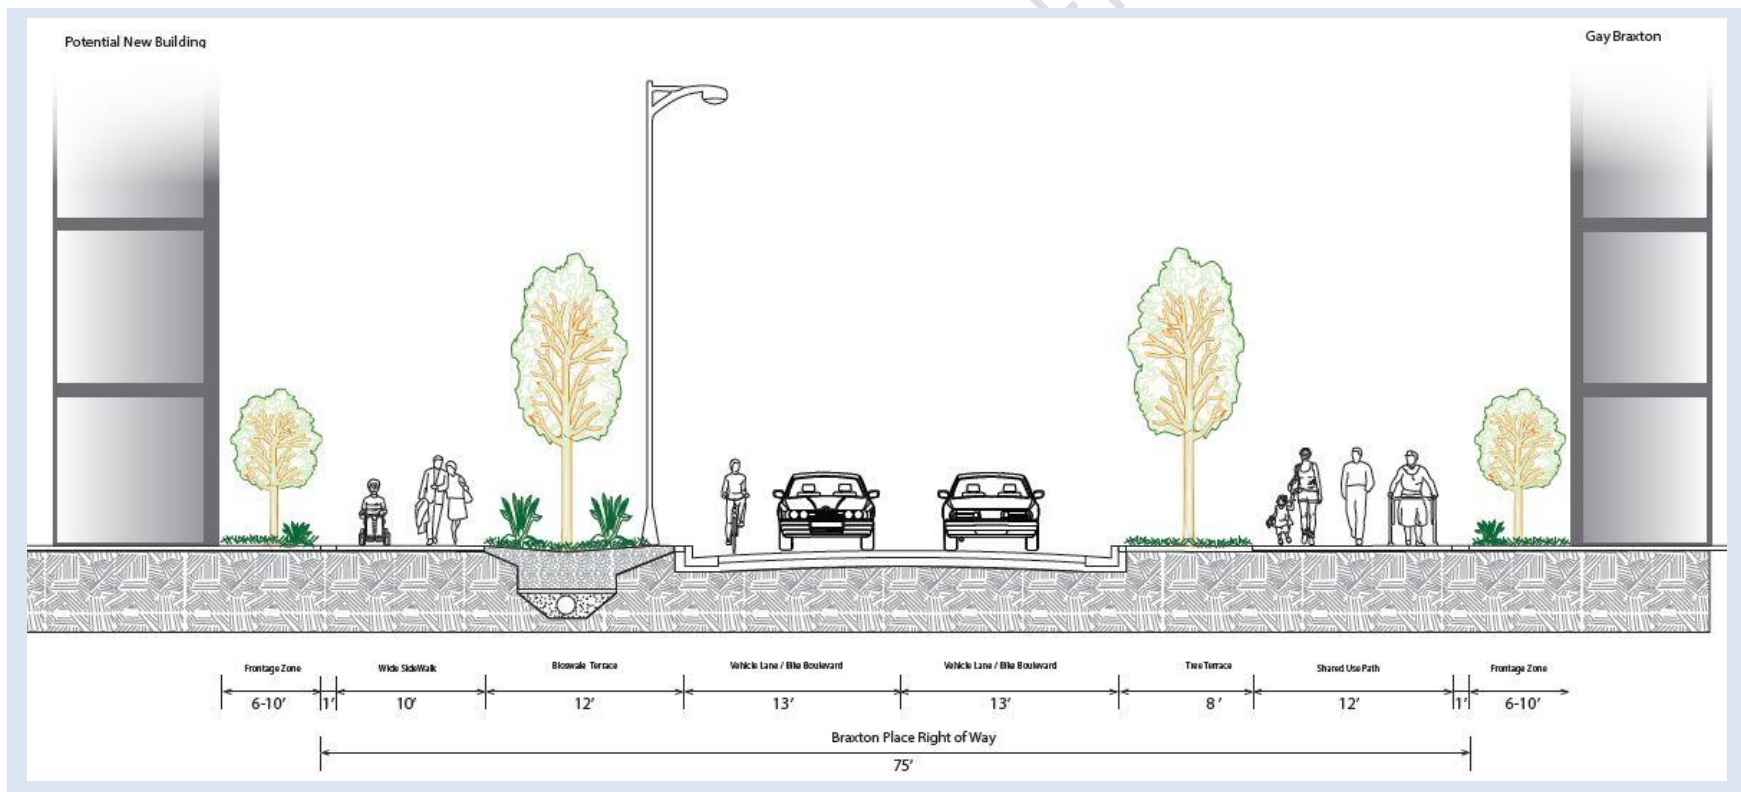 Potential New Building
Gay Braxton
Frontage Zone
Wide SideWalk
Bioswale Terrace
Vehicle Lane / Bike Boulevard
Vehicle Lane / Bike Boulevard
Tree Terrace
Shared Use Path
Frontage Zone
6-10'
1'
10'
12'
13'
13'
8 '
12'
1'
6-10'
Braxton Place Right of Way
75'